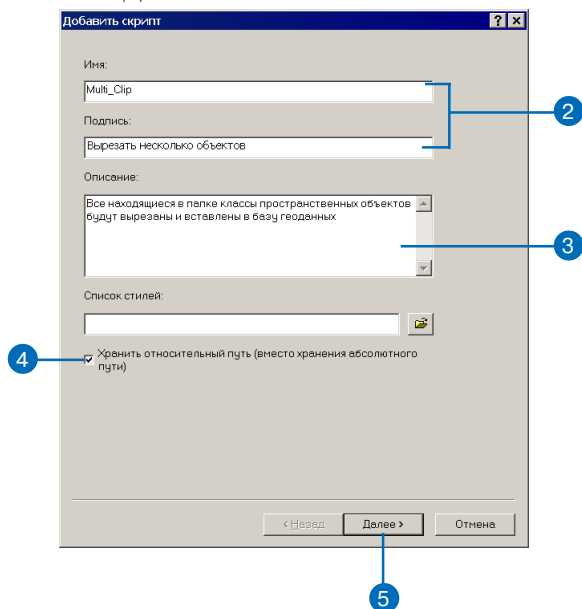 Добавить скрипт
Имя:
Multi_Clip
2
Подпись:
Вырезать несколько объектов
Описание:
Все находящиеся в папке классы пространственных объектов
будут вырезаны и вставлены в базу геоданных
3
Список стилей:
4
Хранить относительный путь (вместо хранения абсолютного
пути)
< Назад
Далее >
Отмена
5